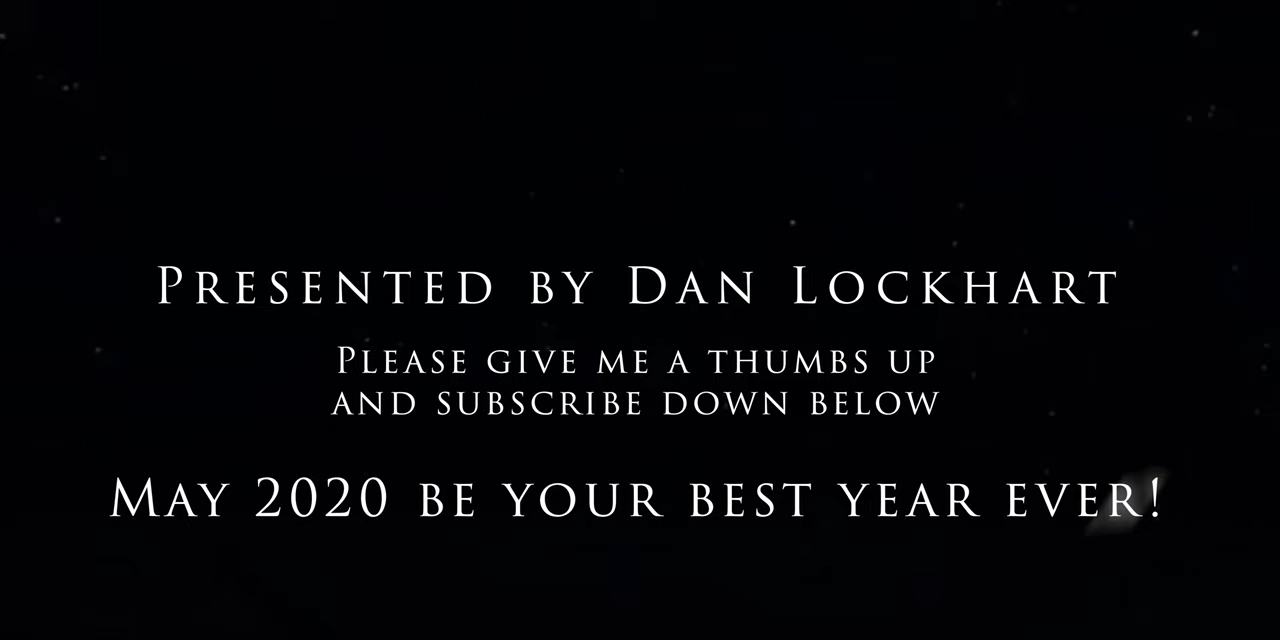 Presented by Dan Lockhart
Please give me a thumbs up
and subscribe down below
May 2020 be your best year ever!